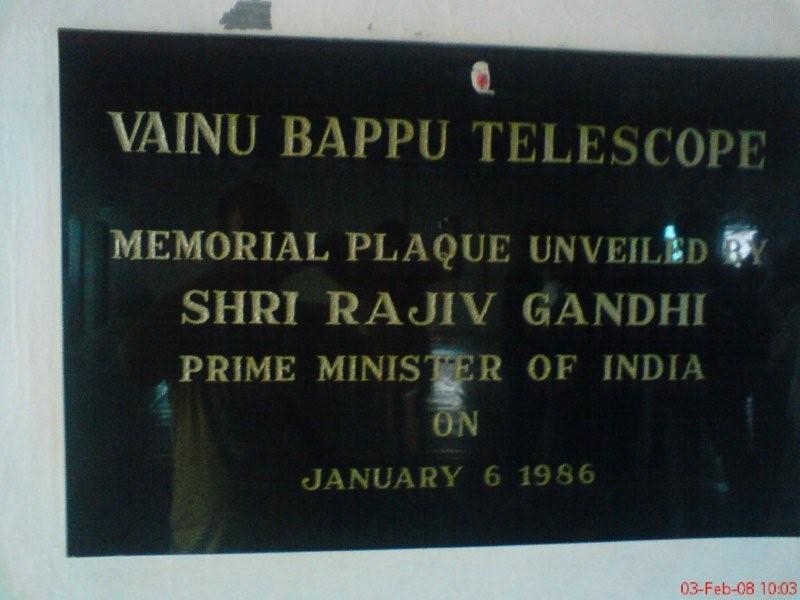 VAINU BAPPU TELESCOPE
MEMORIAL PLAQUE UNVEILED BY
SHRI RAJIV GANDHI
PRIME MINISTER OF INDIA
ON
JANUARY 6 1986
03-Feb-08 10:03